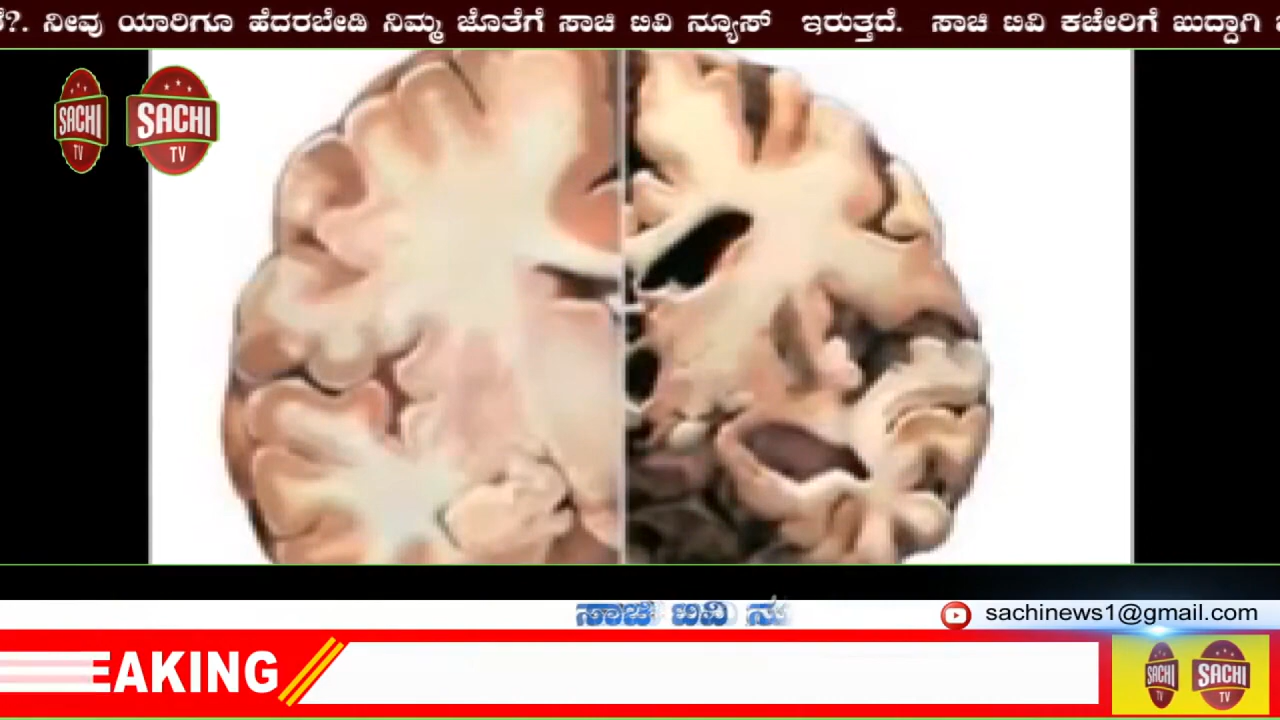 ನೀವು ಯಾರಿಗೂ ಹೆದರಬೇಡಿ ನಿಮ್ಮ ಜೊತೆಗೆ ಸಾಚಿ ಟಿವಿ ನ್ಯೂಸ್ ಇರುತ್ತದೆ. ಸಾಚಿ ಟಿವಿ ಕಚೇರಿಗೆ ಖುದ್ದಾಗಿ
SACHI TV
SACHI TV
ಸಾಚಿ ಟಿವಿ
sachinews1@gmail.com
EAKING
SACHI TV
SACHI TV